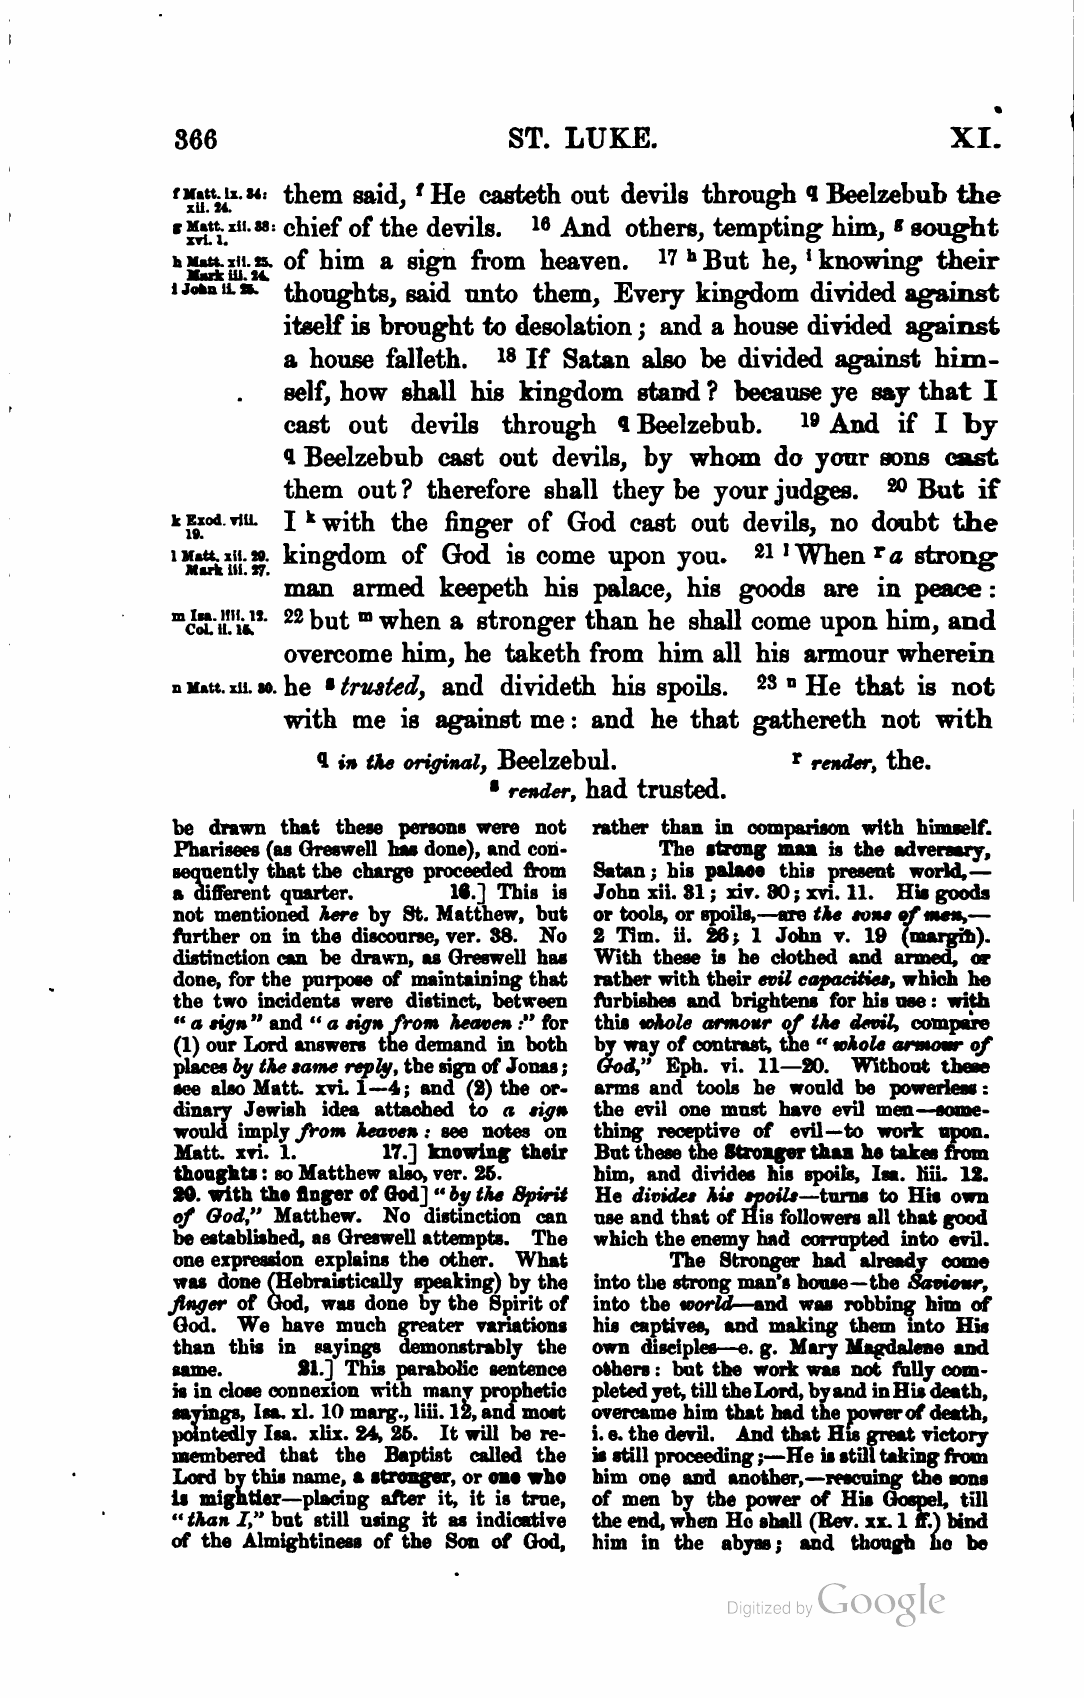 366 ST. LUKE. XI.
f Matt. ix. 34: them said, f He casteth out devils through q Beelzebub the
xii. 24.
g Matt. xii. 38: chief of the devils. 16 And others, tempting him, g sought
xvi. 1.
h Matt. xii. 25. of him a sign from heaven. 17 h But he, i knowing their
Mark iii. 24.
i John ii. 25. thoughts, said unto them, Every kingdom divided against
itself is brought to desolation; and a house divided against
a house falleth. 18 If Satan also be divided against him-
self, how shall his kingdom stand? because ye say that I
cast out devils through q Beelzebub. 19 And if I by
q Beelzebub cast out devils, by whom do your sons cast
them out? therefore shall they be your judges. 20 But if
k Exod. viii. I k with the finger of God cast out devils, no doubt the
19.
l Matt. xii. 29. kingdom of God is come upon you. 21 l When r a strong
Mark iii. 27.
man armed keepeth his palace, his goods are in peace:
m Isa. liii. 12. 22 but m when a stronger than he shall come upon him, and
Col. ii. 15.
overcome him, he taketh from him all his armour wherein
n Matt. xii. 30. he s trusted, and divideth his spoils. 23 n He that is not
with me is against me: and he that gathereth not with
q in the original, Beelzebul. r render, the.
s render, had trusted.
be drawn that these persons were not
Pharisees (as Greswell has done), and con-
sequently that the charge proceeded from
a different quarter. 16.] This is
not mentioned here by St. Matthew, but
further on in the discourse, ver. 38. No
distinction can be drawn, as Greswell has
done, for the purpose of maintaining that
the two incidents were distinct, between
"a sign" and "a sign from heaven:" for
(1) our Lord answers the demand in both
places by the same reply, the sign of Jonas;
see also Matt. xvi. 1—4; and (2) the or-
dinary Jewish idea attached to a sign
would imply from heaven: see notes on
Matt. xvi. 1. 17.] knowing their
thoughts: so Matthew also, ver. 25.
20. with the finger of God] "by the Spirit
of God," Matthew. No distinction can
be established, as Greswell attempts. The
one expression explains the other. What
was done (Hebraistically speaking) by the
finger of God, was done by the Spirit of
God. We have much greater variations
than this in sayings demonstrably the
same. 21.] This parabolic sentence
is in close connexion with many prophetic
sayings, Isa. xl. 10 marg., liii. 12, and most
pointedly Isa. xlix. 24, 25. It will be re-
membered that the Baptist called the
Lord by this name, a stronger, or one who
is mightier—placing after it, it is true,
"than I," but still using it as indicative
of the Almightiness of the Son of God,
rather than in comparison with himself.
The strong man is the adversary,
Satan; his palace this present world,—
John xii. 31; xiv. 30; xvi. 11. His goods
or tools, or spoils,—are the sons of men,—
2 Tim. ii. 26; 1 John v. 19 (margin).
With these is he clothed and armed, or
rather with their evil capacities, which he
furbishes and brightens for his use: with
this whole armour of the devil, compare
by way of contrast, the "whole armour of
God," Eph. vi. 11—20. Without these
arms and tools he would be powerless:
the evil one must have evil men—some-
thing receptive of evil—to work upon.
But these the Stronger than he takes from
him, and divides his spoils, Isa. liii. 12.
He divides his spoils—turns to His own
use and that of His followers all that good
which the enemy had corrupted into evil.
The Stronger had already come
into the strong man's house—the Saviour,
into the world—and was robbing him of
his captives, and making them into His
own disciples—e. g. Mary Magdalene and
others: but the work was not fully com-
pleted yet, till the Lord, by and in His death,
overcame him that had the power of death,
i. e. the devil. And that His great victory
is still proceeding;—He is still taking from
him one and another,—rescuing the sons
of men by the power of His Gospel, till
the end, when He shall (Rev. xx. 1 ff.) bind
him in the abyss; and though he be
Digitized by Google